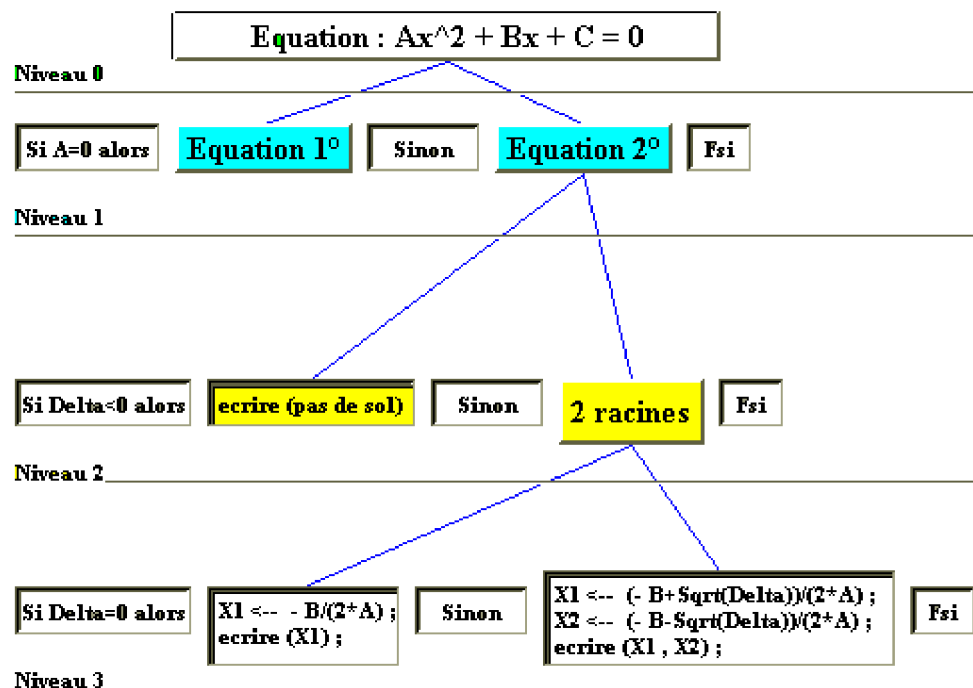 Equation : Ax^2 + Bx + C = 0
Niveau 0
Si A=0 alors Equation 1° Sinon Equation 2° Fsi
Niveau 1
Si Delta<0 alors ecrire (pas de sol) Sinon 2 racines Fsi
Niveau 2
Si Delta=0 alors
X1 <-- - B/(2*A) ;
ecrire (X1) ;
Sinon
X1 <-- (- B+Sqrt(Delta))/(2*A) ;
X2 <-- (- B-Sqrt(Delta))/(2*A) ;
ecrire (X1 , X2) ;
Fsi
Niveau 3